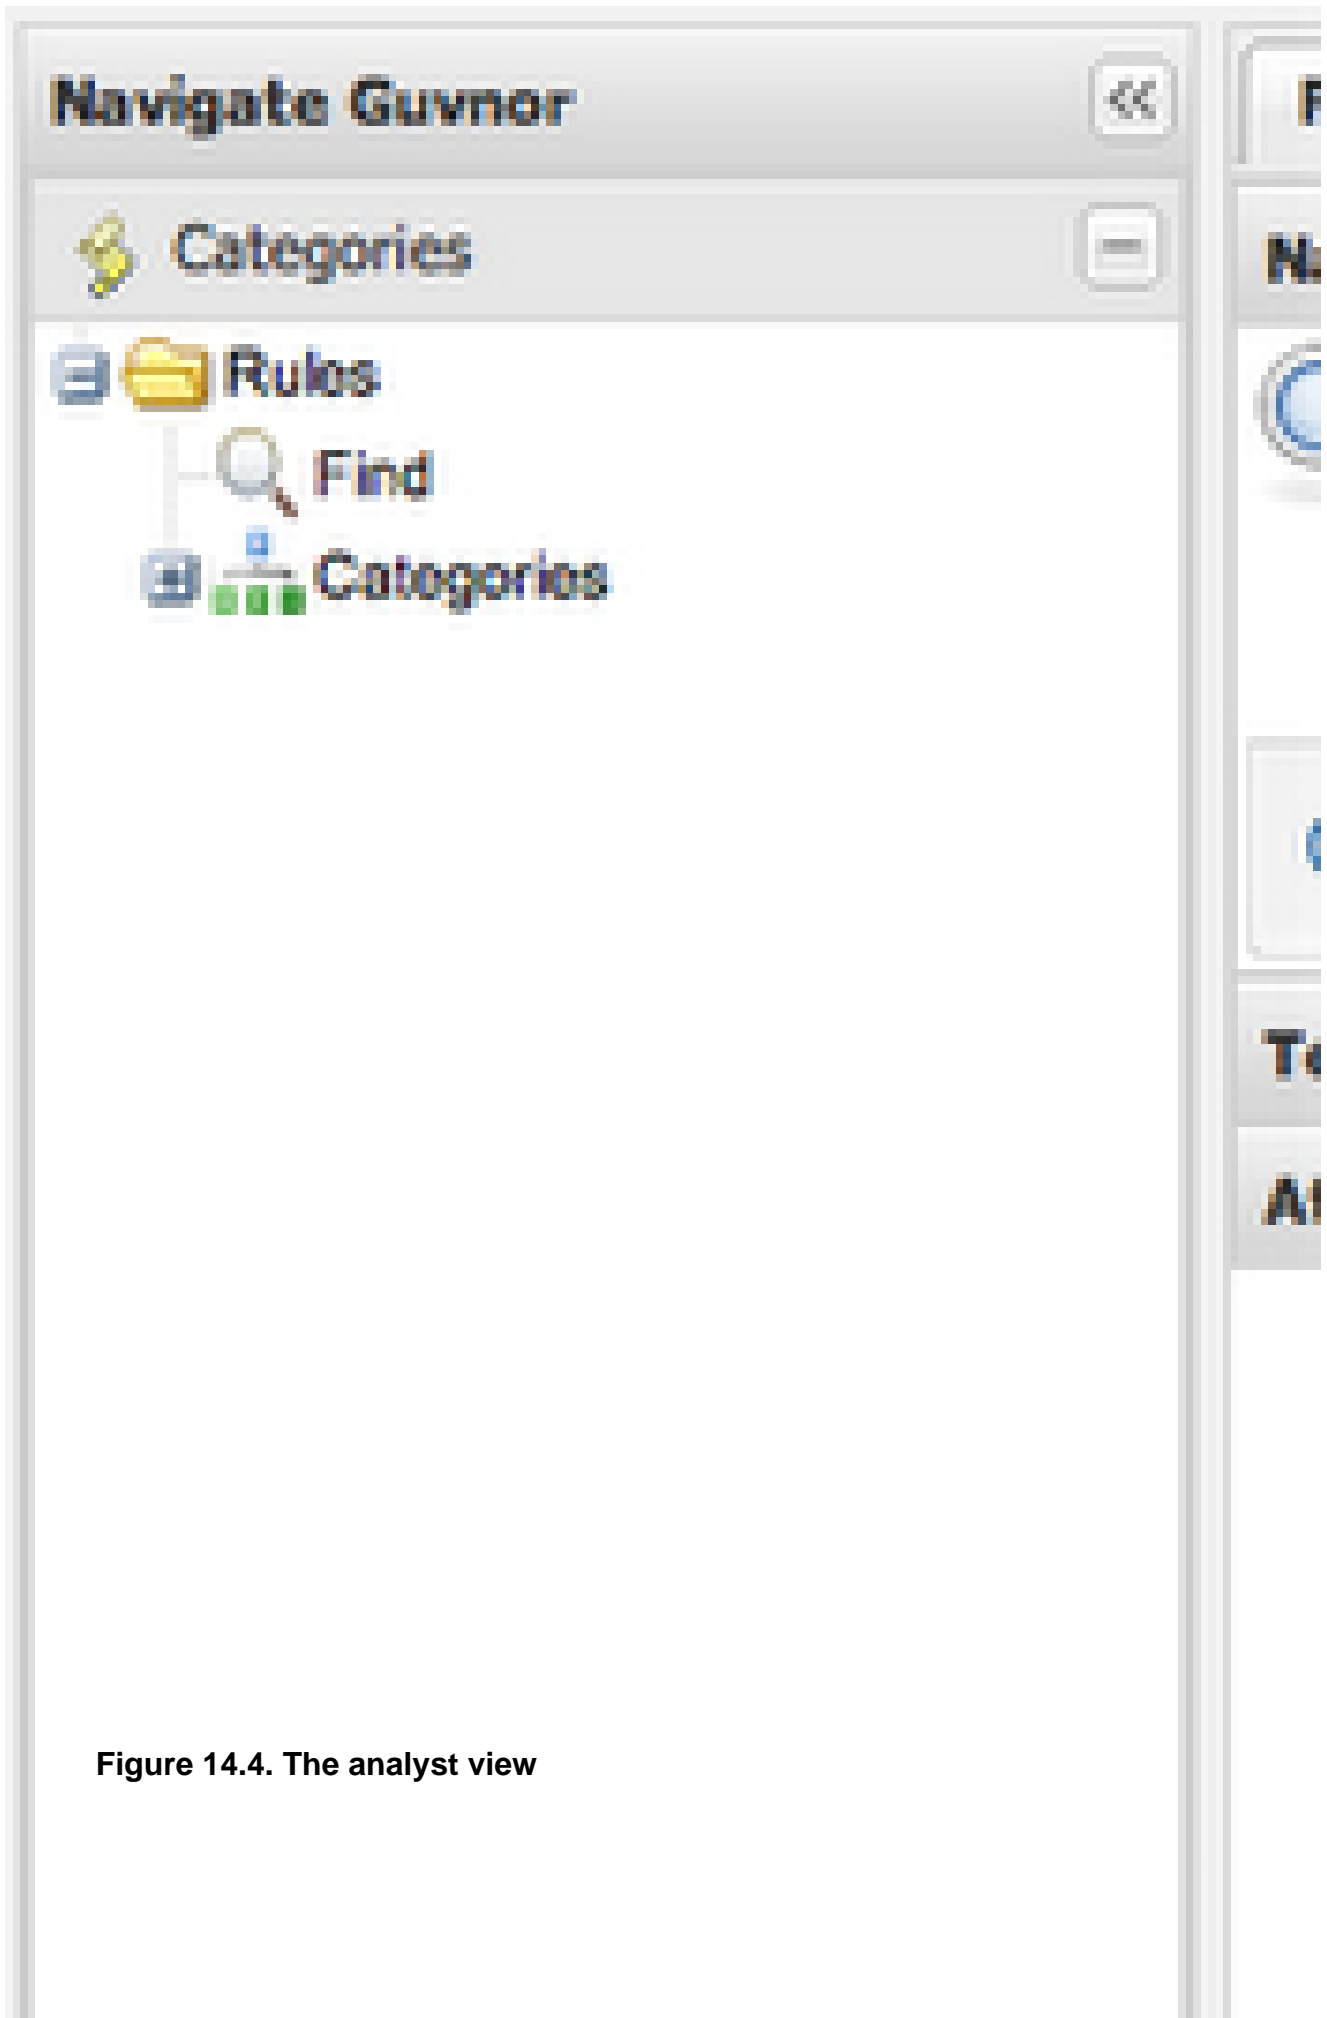 Navigate Guvnor
Categories
Rules
Find
Categories
Figure 14.4. The analyst view